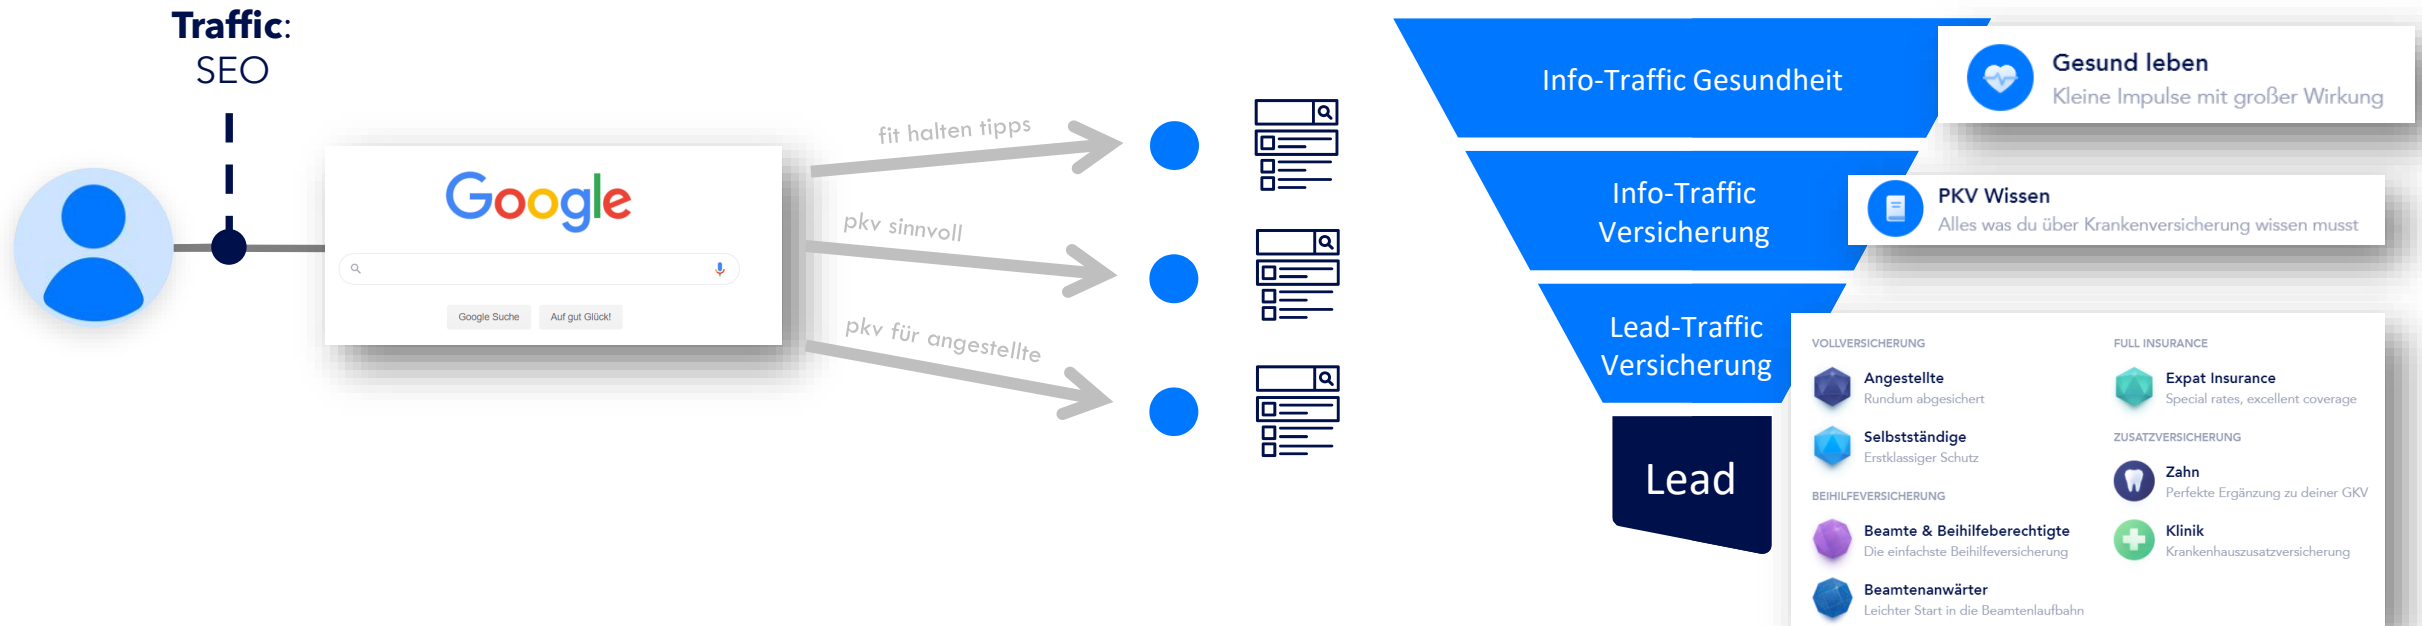 Traffic:
SEO
Google
Google Suche
Auf gut Glück!
fit halten tipps
pkv sinnvoll
pkv für angestellte
Info-Traffic Gesundheit
Info-Traffic
Versicherung
Lead-Traffic
Versicherung
Lead
Gesund leben
Kleine Impulse mit großer Wirkung
PKV Wissen
Alles was du über Krankenversicherung wissen musst
VOLLVERSICHERUNG
Angestellte
Rundum abgesichert
Selbstständige
Erstklassiger Schutz
BEIHILFEVERSICHERUNG
Beamte & Beihilfeberechtigte
Die einfachste Beihilfeversicherung
Beamtenanwärter
Leichter Start in die Beamtenlaufbahn
FULL INSURANCE
Expat Insurance
Special rates, excellent coverage
ZUSATZVERSICHERUNG
Zahn
Perfekte Ergänzung zu deiner GKV
Klinik
Krankenhauszusatzversicherung